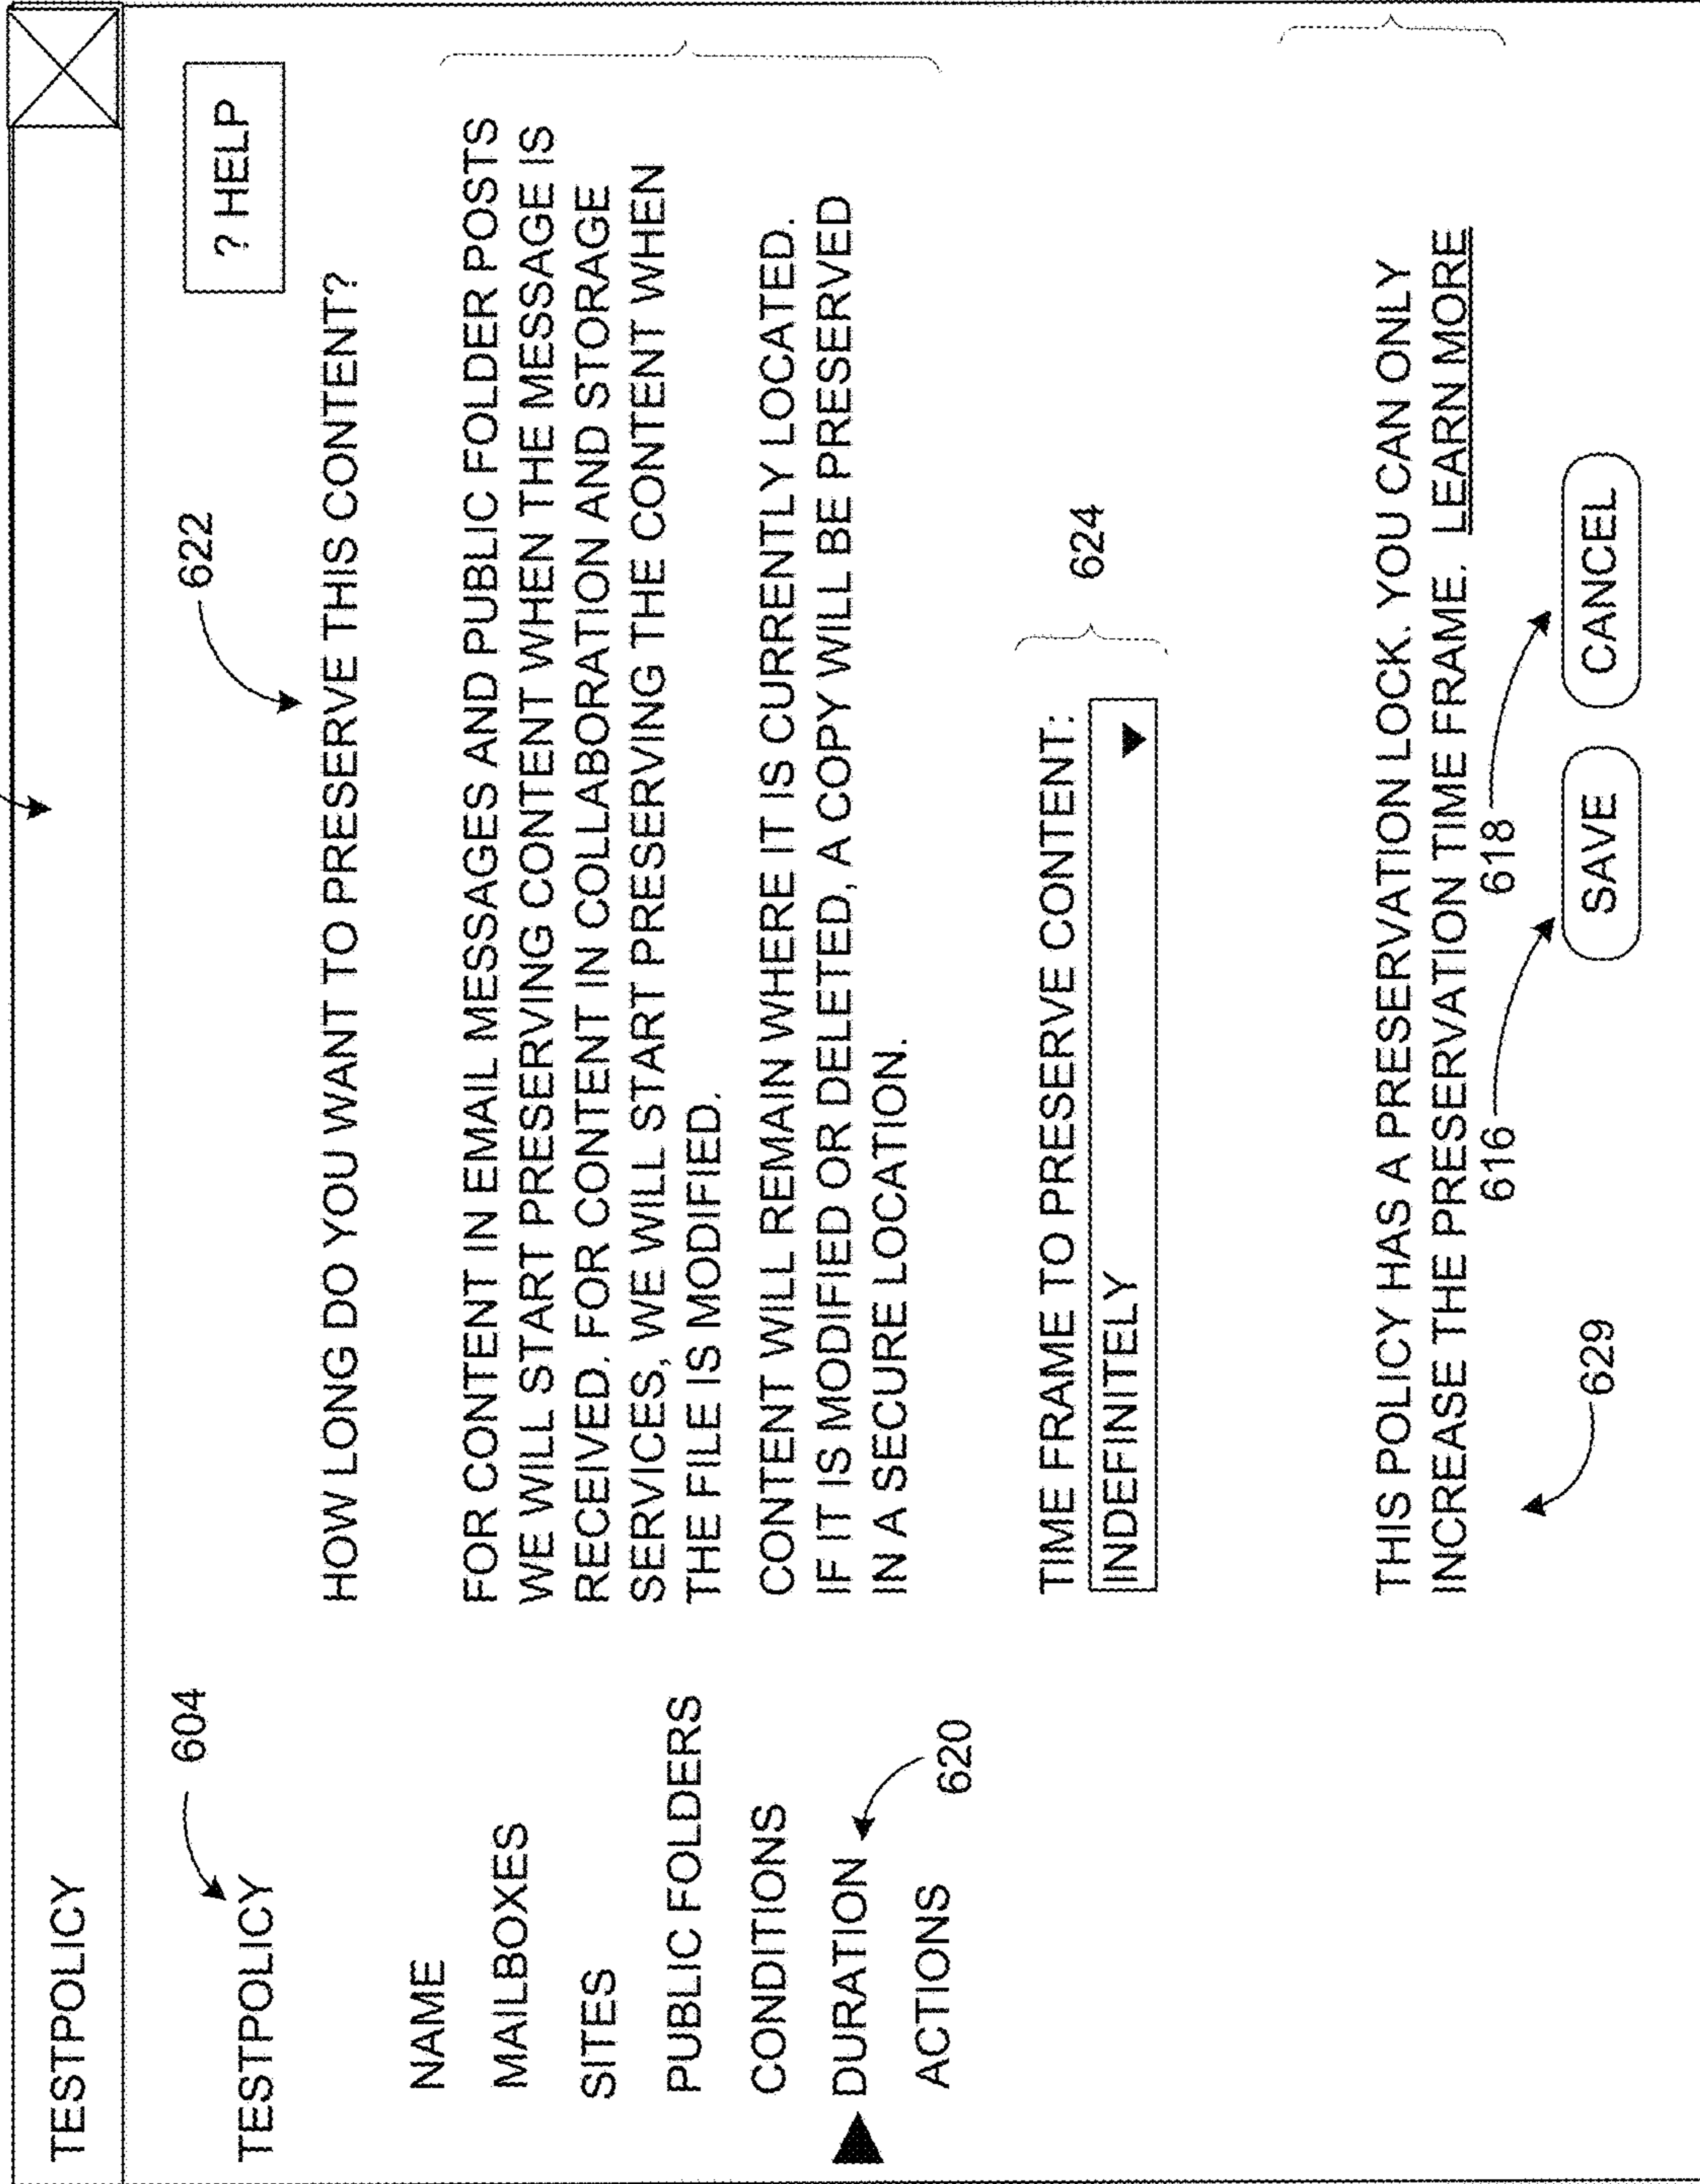 TESTPOLICY
604
TESTPOLICY
NAME
MAILBOXES
SITES
PUBLIC FOLDERS
CONDITIONS
DURATION
620
ACTIONS
622
? HELP
HOW LONG DO YOU WANT TO PRESERVE THIS CONTENT?
FOR CONTENT IN EMAIL MESSAGES AND PUBLIC FOLDER POSTS
WE WILL START PRESERVING CONTENT WHEN THE MESSAGE IS
RECEIVED. FOR CONTENT IN COLLABORATION AND STORAGE
SERVICES, WE WILL START PRESERVING THE CONTENT WHEN
THE FILE IS MODIFIED.
CONTENT WILL REMAIN WHERE IT IS CURRENTLY LOCATED.
IF IT IS MODIFIED OR DELETED, A COPY WILL BE PRESERVED
IN A SECURE LOCATION.
TIME FRAME TO PRESERVE CONTENT:
INDEFINITELY
624
THIS POLICY HAS A PRESERVATION LOCK. YOU CAN ONLY
INCREASE THE PRESERVATION TIME FRAME. LEARN MORE
616
618
629
SAVE
CANCEL